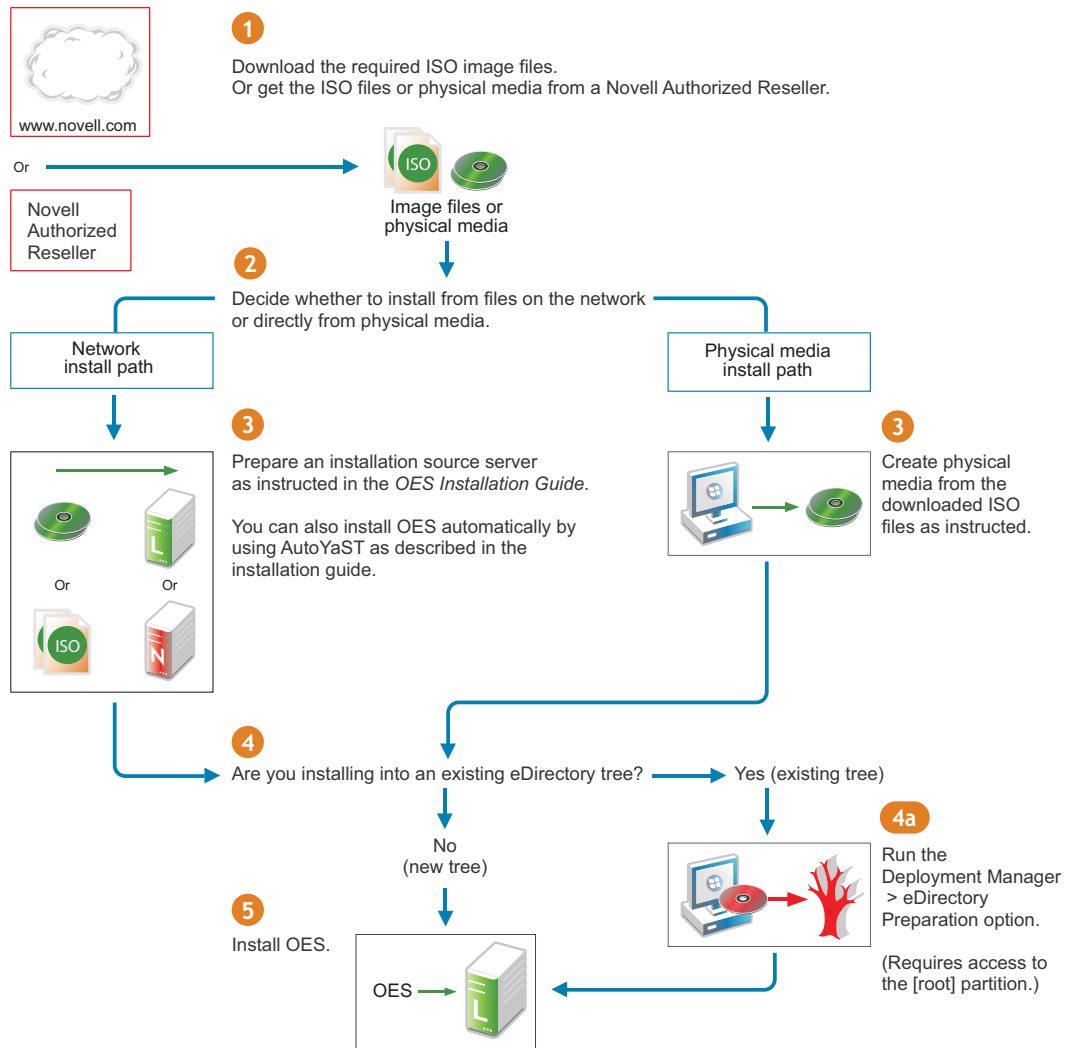 1
Download the required ISO image files.
Or get the ISO files or physical media from a Novell Authorized Reseller.
www.novell.com
Or
Novell
Authorized
Reseller
ISO
Image files or
physical media
2
Decide whether to install from files on the network
or directly from physical media.
Network
install path
Physical media
install path
3
Prepare an installation source server
as instructed in the OES Installation Guide.
You can also install OES automatically by
using AutoYaST as described in the
installation guide.
L
Or
Or
ISO
N
3
Create physical
media from the
downloaded ISO
files as instructed.
4
Are you installing into an existing eDirectory tree?
Yes (existing tree)
No
(new tree)
4a
Run the
Deployment Manager
> eDirectory
Preparation option.
(Requires access to
the [root] partition.)
5
Install OES.
OES
L